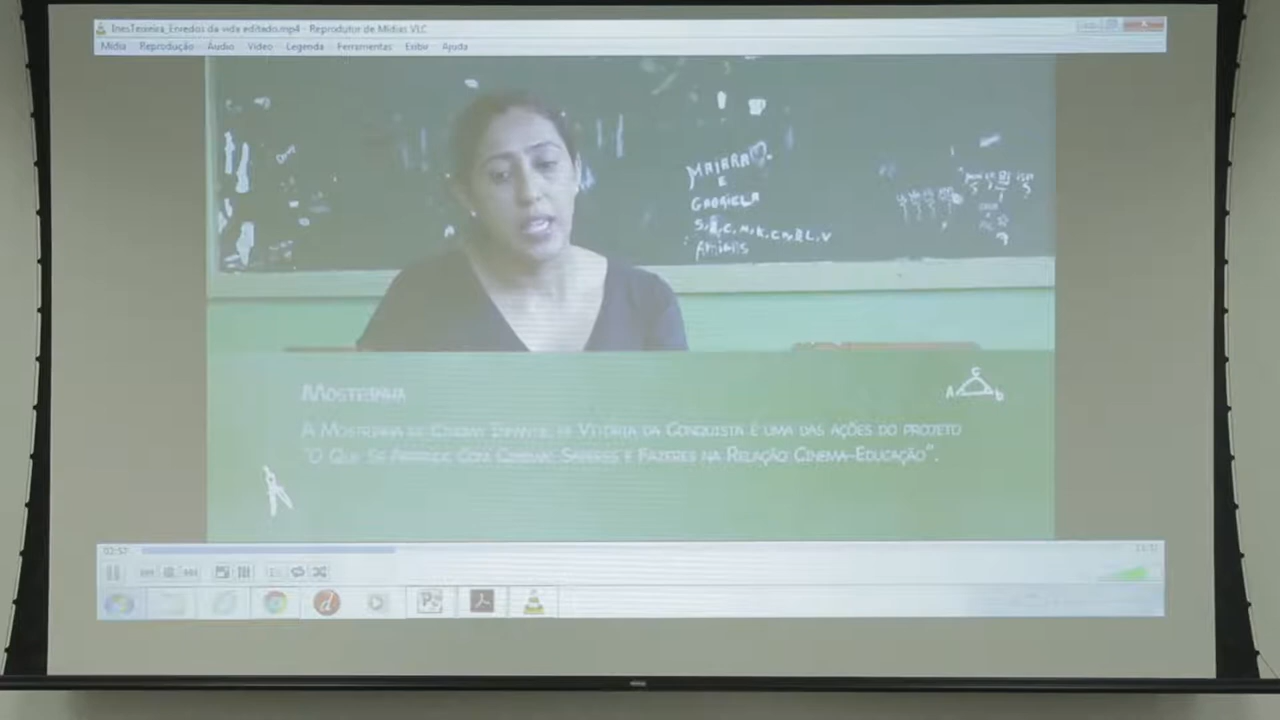 InesTeixeira_Enredos da vida editado.mp4 - Reprodutor de Mídias VLC
Mídia Reprodução Áudio Vídeo Legenda Ferramentas Exibir Ajuda
MAIARA
E
GABRIELA
AMIGAS
MOSTRINHA
A MOSTRINHA DE CINEMA INFANTIL DE VITÓRIA DA CONQUISTA É UMA DAS AÇÕES DO PROJETO
"O QUE SE APRENDE COM CINEMA: SABERES E FAZERES NA RELAÇÃO CINEMA-EDUCAÇÃO".
C
A b
02:57